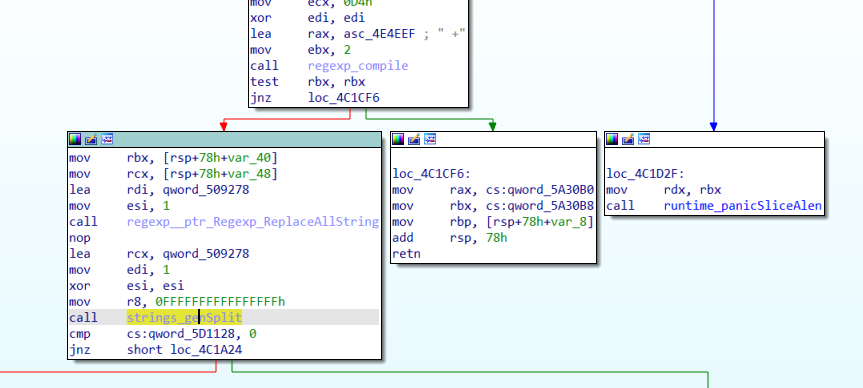 mov ecx, 0D4h
xor edi, edi
lea rax, asc_4E4EEF ; " +"
mov ebx, 2
call regexp_compile
test rbx, rbx
jnz loc_4C1CF6
mov rbx, [rsp+78h+var_40]
mov rcx, [rsp+78h+var_48]
lea rdi, qword_509278
mov esi, 1
call regexp__ptr_Regexp_ReplaceAllString
nop
lea rcx, qword_509278
mov edi, 1
xor esi, esi
mov r8, 0FFFFFFFFFFFFFFFFh
call strings_genSplit
cmp cs:qword_5D1128, 0
jnz short loc_4C1A24
loc_4C1CF6:
mov rax, cs:qword_5A30B0
mov rbx, cs:qword_5A30B8
mov rbp, [rsp+78h+var_8]
add rsp, 78h
retn
loc_4C1D2F:
mov rdx, rbx
call runtime_panicSliceAlen